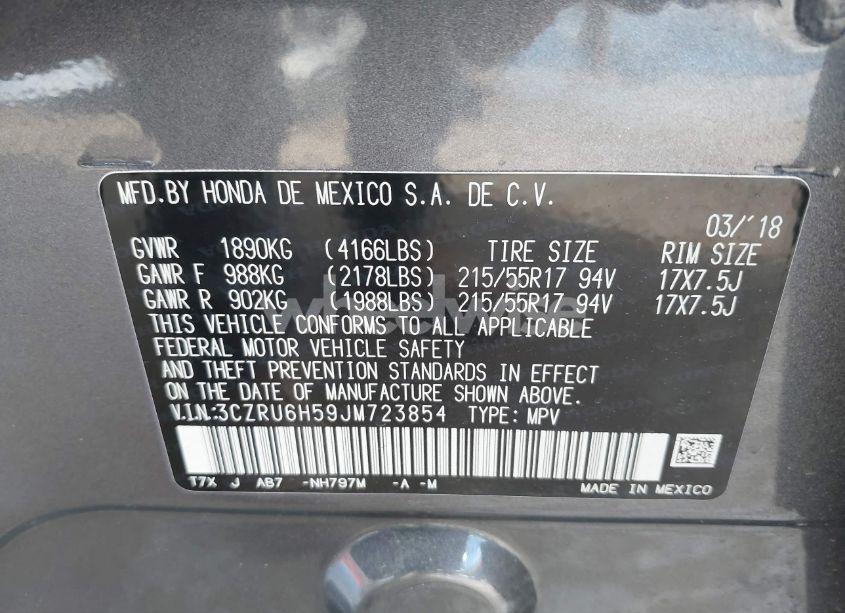 MFD.BY HONDA DE MEXICO S.A. DE C.V.
03/'18
GVWR 1890KG (4166LBS) TIRE SIZE RIM SIZE
GAWR F 988KG (2178LBS) 215/55R17 94V 17X7.5J
GAWR R 902KG (1988LBS) 215/55R17 94V 17X7.5J
THIS VEHICLE CONFORMS TO ALL APPLICABLE
FEDERAL MOTOR VEHICLE SAFETY
AND THEFT PREVENTION STANDARDS IN EFFECT
ON THE DATE OF MANUFACTURE SHOWN ABOVE.
V.I.N.:3CZRU6H59JM723854 TYPE: MPV
T7X J AB7 -NH797M -A -M
MADE IN MEXICO
wheelwise